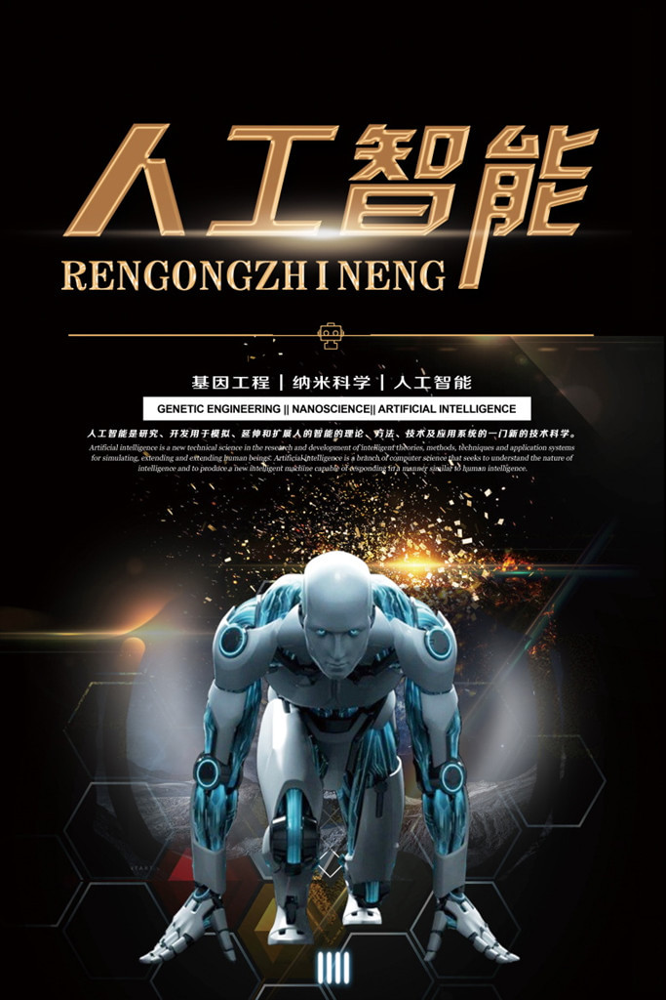 人工智能
RENGONGZHINENG
基因工程｜纳米科学｜人工智能
GENETIC ENGINEERING || NANOSCIENCE|| ARTIFICIAL INTELLIGENCE
人工智能是研究、开发用于模拟、延伸和扩展人的智能的理论、方法、技术及应用系统的一门新的技术科学。
Artificial intelligence is a new technical science in the research and development of intelligent theories, methods, techniques and application systems
for simulating, extending and extending human beings. Artificial intelligence is a branch of computer science that seeks to understand the nature of
intelligence and to produce a new intelligent machine capable of responding in a manner similar to human intelligence.
START